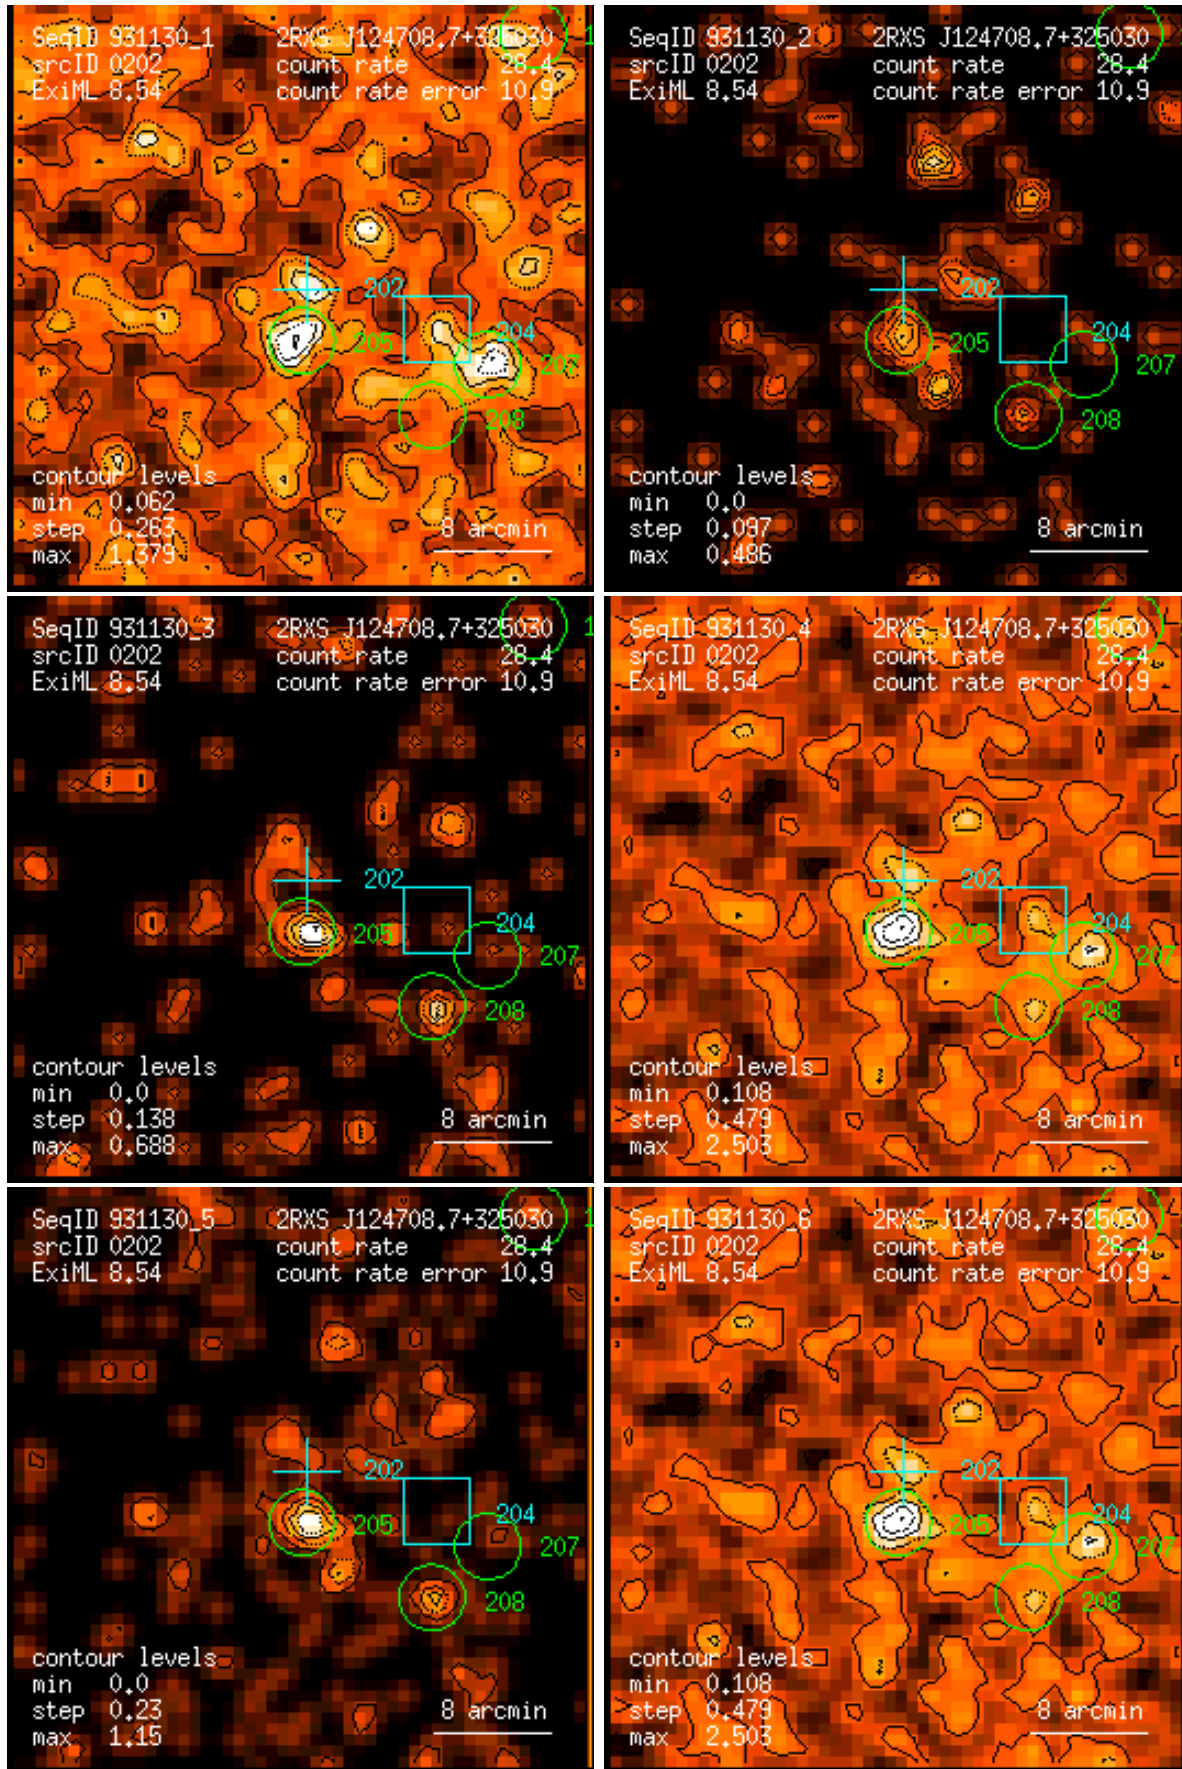 SeqID 931130_1 2RXS J124708.7+325030
srcID 0202 count rate 28.4
ExiML 8.54 count rate error 10.9
1
202
204
205
207
208
contour levels
min 0.062
step 0.263
max 1.379
8 arcmin
SeqID 931130_2 2RXS J124708.7+325030
srcID 0202 count rate 28.4
ExiML 8.54 count rate error 10.9
202
204
205
207
208
contour levels
min 0.0
step 0.097
max 0.486
8 arcmin
SeqID 931130_3 2RXS J124708.7+325030
srcID 0202 count rate 28.4
ExiML 8.54 count rate error 10.9
1
202
204
205
207
208
contour levels
min 0.0
step 0.138
max 0.688
8 arcmin
SeqID 931130_4 2RXS J124708.7+325030
srcID 0202 count rate 28.4
ExiML 8.54 count rate error 10.9
202
204
205
207
208
contour levels
min 0.108
step 0.479
max 2.503
8 arcmin
SeqID 931130_5 2RXS J124708.7+325030
srcID 0202 count rate 28.4
ExiML 8.54 count rate error 10.9
1
202
204
205
207
208
contour levels
min 0.0
step 0.23
max 1.15
8 arcmin
SeqID 931130_6 2RXS J124708.7+325030
srcID 0202 count rate 28.4
ExiML 8.54 count rate error 10.9
202
204
205
207
208
contour levels
min 0.108
step 0.479
max 2.503
8 arcmin